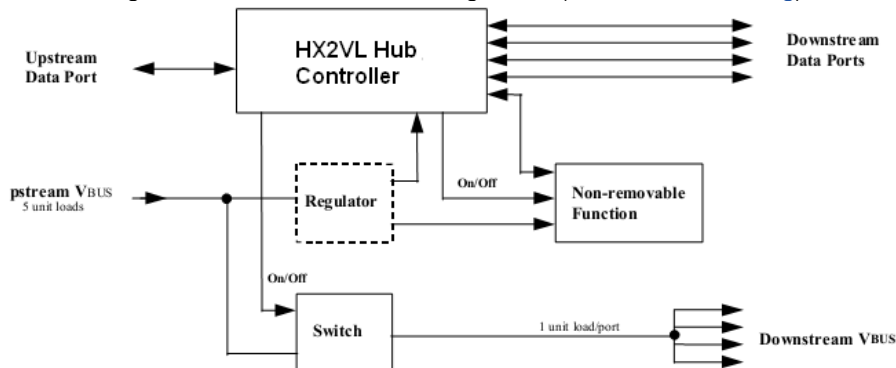 HX2VL Hub
Controller
Upstream
Data Port
Downstream
Data Ports
pstream VBUS
5 unit loads
Regulator
On/Off
Non-removable
Function
On/Off
Switch
1 unit load/port
Downstream VBUS